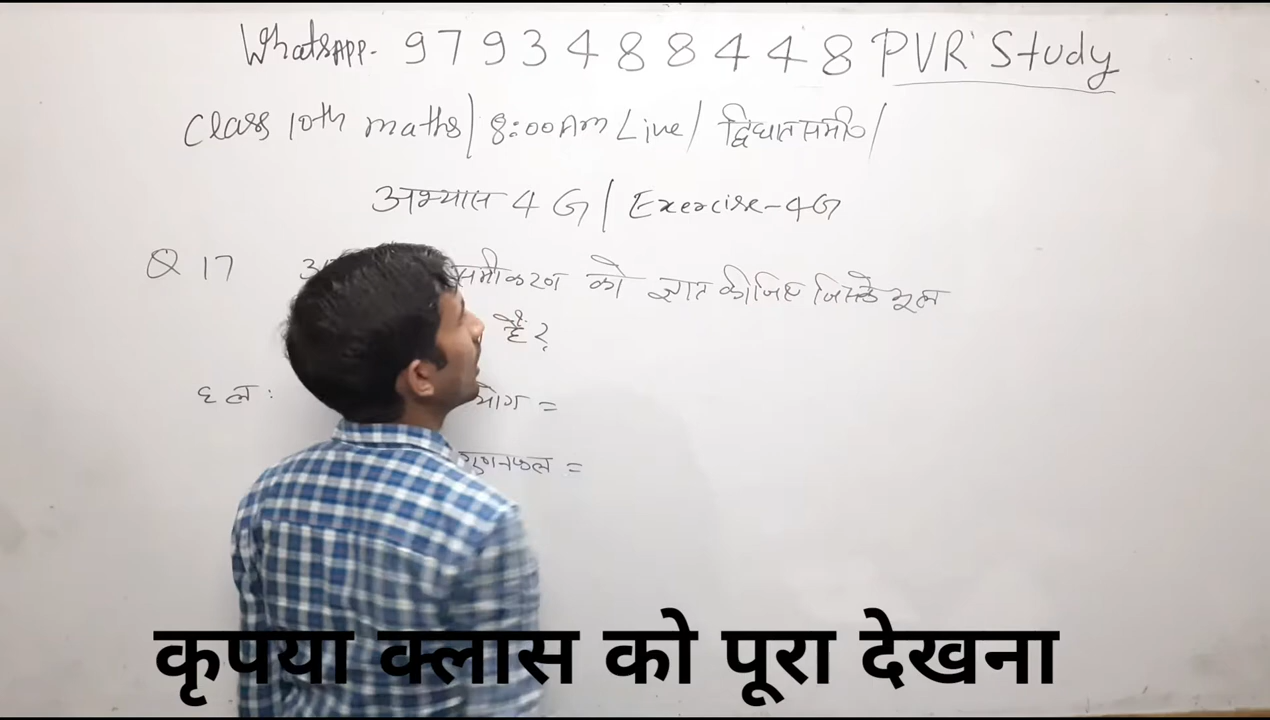 WhatsAPP. 9793488448 PVR Study
Class 10th maths / 8:00Am Live / द्विघात समी० /
अभ्यास 4 G / Exercise-4G
Q 17 समीकरण को ज्ञात कीजिए जिसके मूल
है?
हल:
योग =
गुणनफल =
कृपया क्लास को पूरा देखना